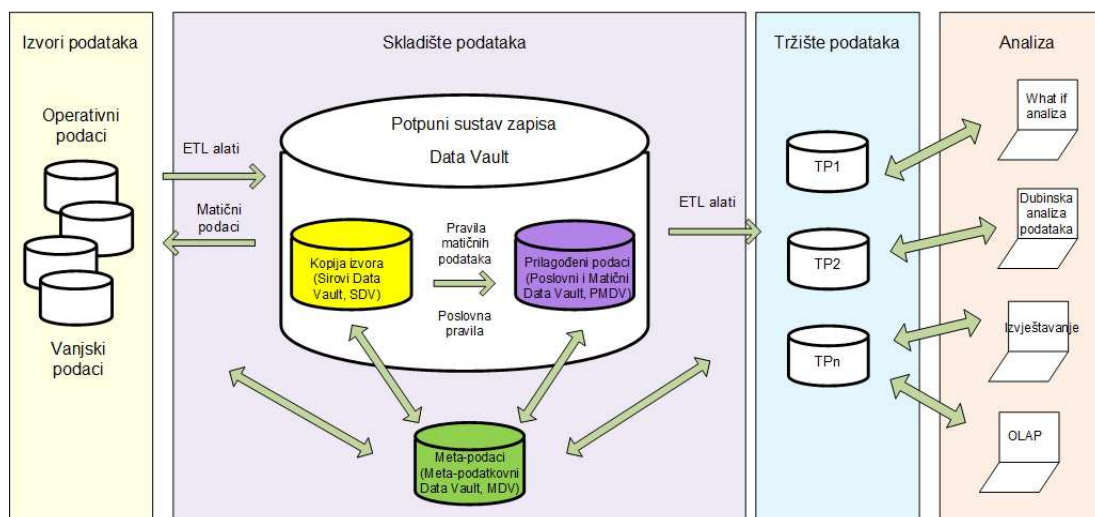 Izvori podataka
Operativni
podaci
Vanjski
podaci
ETL alati
Matični
podaci
Skladište podataka
Potpuni sustav zapisa
Data Vault
Kopija izvora
(Sirovi Data
Vault, SDV)
Pravila
matičnih
podataka
Poslovna
pravila
Prilagođeni podaci
(Poslovni i Matični
Data Vault, PMDV)
Meta-podaci
(Meta-podatkovni
Data Vault, MDV)
ETL alati
Tržište podataka
TP1
TP2
TPn
Analiza
What if
analiza
Dubinska
analiza
podataka
Izvještavanje
OLAP